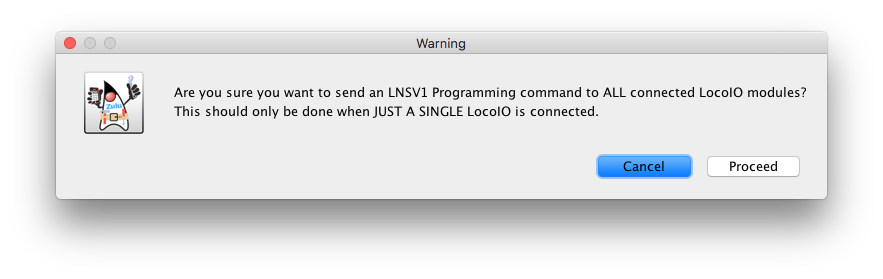 Warning
Zulu
Are you sure you want to send an LNSV1 Programming command to ALL connected LocoIO modules?
This should only be done when JUST A SINGLE LocoIO is connected.
Cancel
Proceed